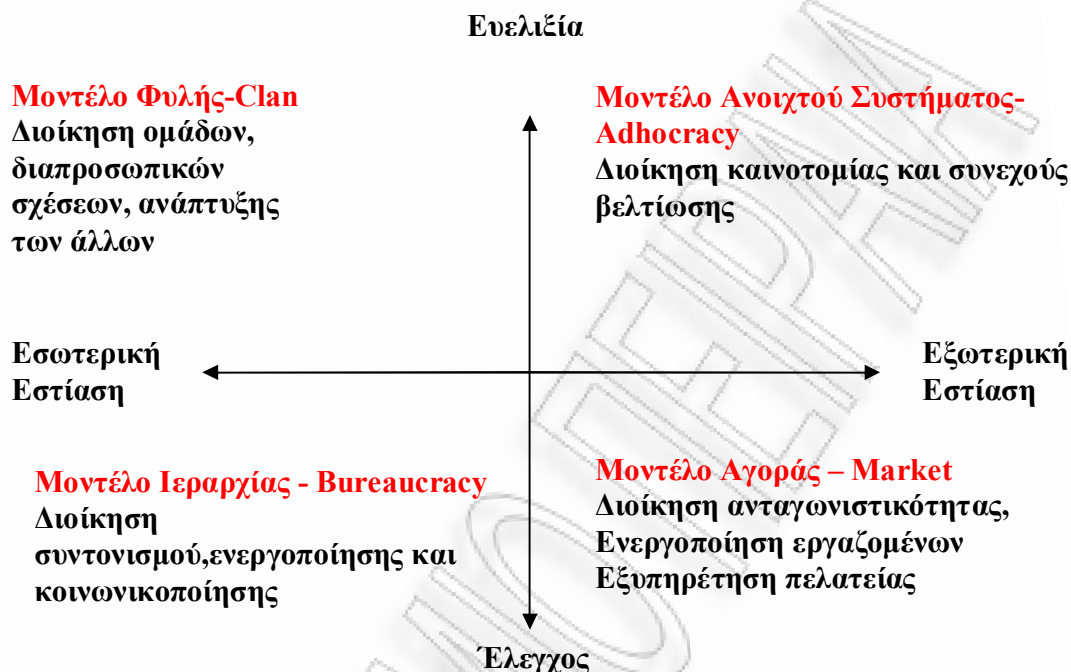 Ευελιξία
Μοντέλο Φυλής-Clan
Διοίκηση ομάδων,
διαπροσωπικών
σχέσεων, ανάπτυξης
των άλλων
Μοντέλο Ανοιχτού Συστήματος-
Adhocracy
Διοίκηση καινοτομίας και συνεχούς
βελτίωσης
Εσωτερική
Εστίαση
Εξωτερική
Εστίαση
Μοντέλο Ιεραρχίας - Bureaucracy
Διοίκηση
συντονισμού,ενεργοποίησης και
κοινωνικοποίησης
Μοντέλο Αγοράς – Market
Διοίκηση ανταγωνιστικότητας,
Ενεργοποίηση εργαζομένων
Εξυπηρέτηση πελατείας
Έλεγχος